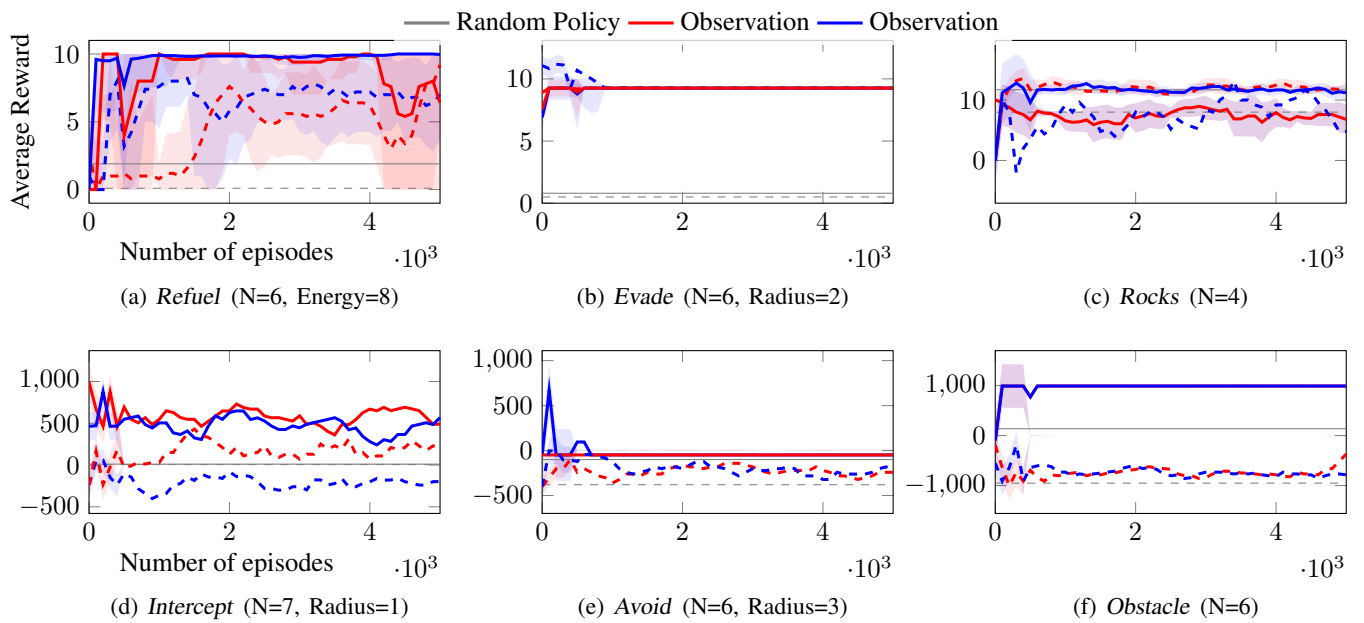 Random Policy Observation Observation
Average Reward
10
5
0
0 2 4
Number of episodes
·10³
(a) Refuel (N=6, Energy=8)
10
5
0
0 2 4
·10³
(b) Evade (N=6, Radius=2)
10
0
0 2 4
·10³
(c) Rocks (N=4)
1,000
500
0
−500
0 2 4
Number of episodes
·10³
(d) Intercept (N=7, Radius=1)
1,000
500
0
−500
0 2 4
·10³
(e) Avoid (N=6, Radius=3)
1,000
0
−1,000
0 2 4
·10³
(f) Obstacle (N=6)